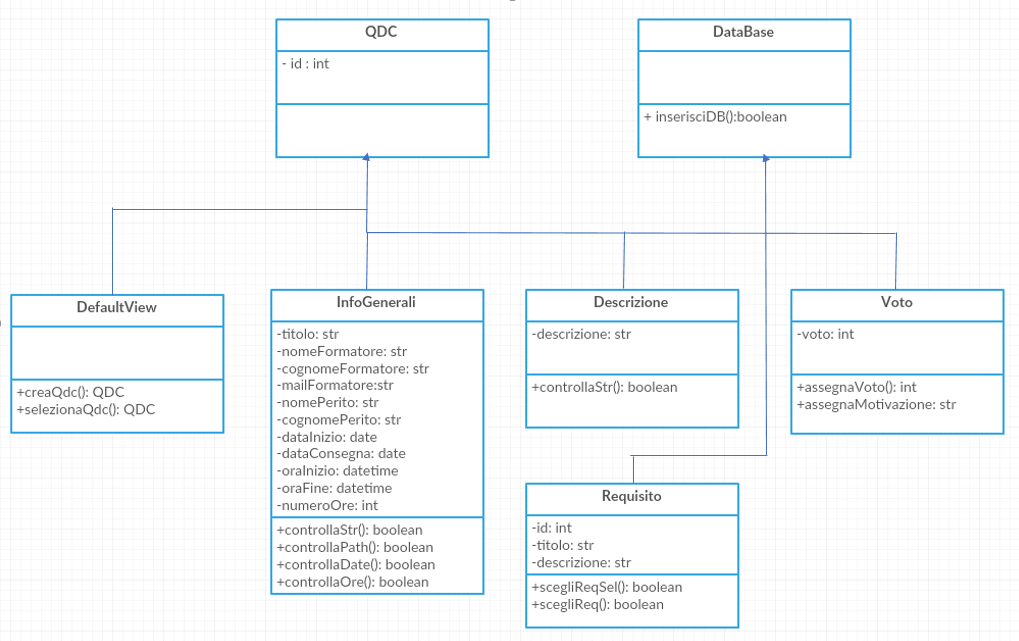 QDC
- id : int
DataBase
+ inserisciDB():boolean
DefaultView
+creaQdc(): QDC
+selezionaQdc(): QDC
InfoGenerali
-titolo: str
-nomeFormatore: str
-cognomeFormatore: str
-mailFormatore:str
-nomePerito: str
-cognomePerito: str
-dataInizio: date
-dataConsegna: date
-oraInizio: datetime
-oraFine: datetime
-numeroOre: int
+controllaStr(): boolean
+controllaPath(): boolean
+controllaDate(): boolean
+controllaOre(): boolean
Descrizione
-descrizione: str
+controllaStr(): boolean
Voto
-voto: int
+assegnaVoto(): int
+assegnaMotivazione: str
Requisito
-id: int
-titolo: str
-descrizione: str
+scegliReqSel(): boolean
+scegliReq(): boolean